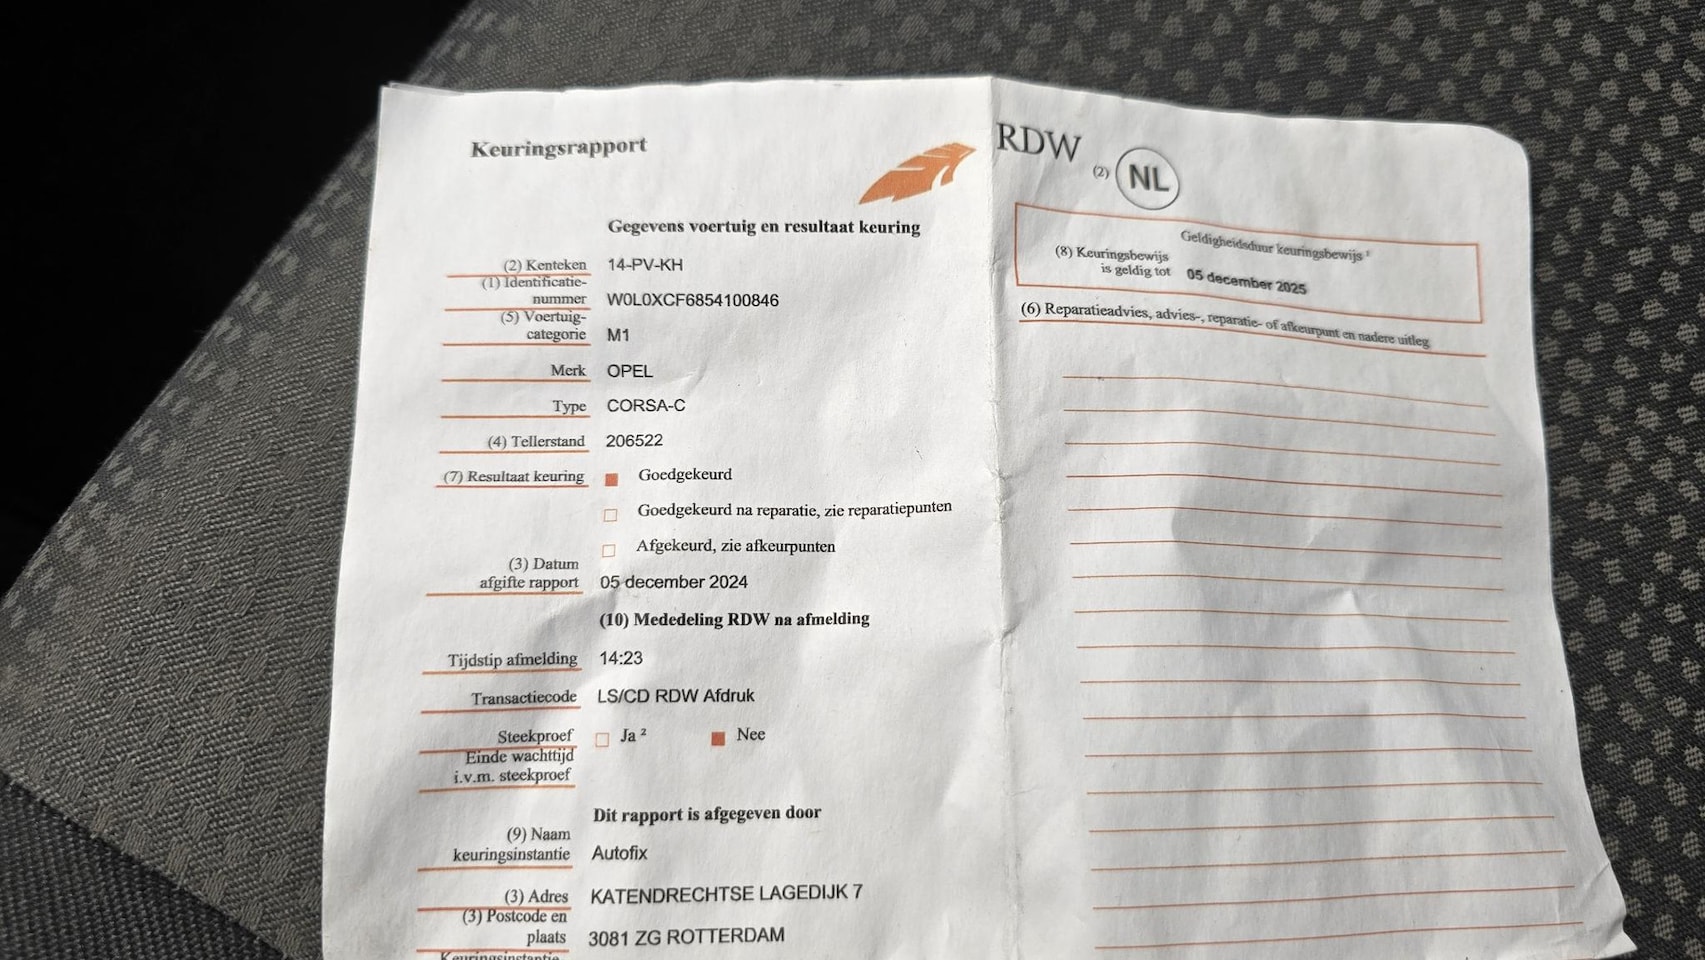 Keuringsrapport
RDW
(2) NL
Gegevens voertuig en resultaat keuring
(2) Kenteken 14-PV-KH
(1) Identificatie-
nummer W0L0XCF6854100846
(5) Voertuig-
categorie M1
Merk OPEL
Type CORSA-C
(4) Tellerstand 206522
(7) Resultaat keuring Goedgekeurd
Goedgekeurd na reparatie, zie reparatiepunten
Afgekeurd, zie afkeurpunten
(3) Datum
afgifte rapport 05 december 2024
(10) Mededeling RDW na afmelding
Tijdstip afmelding 14:23
Transactiecode LS/CD RDW Afdruk
Steekproef Ja ² Nee
Einde wachttijd
i.v.m. steekproef
Dit rapport is afgegeven door
(9) Naam
keuringsinstantie Autofix
(3) Adres KATENDRECHTSE LAGEDIJK 7
(3) Postcode en
plaats 3081 ZG ROTTERDAM
Keuringsinstantie-
Geldigheidsduur keuringsbewijs ¹
(8) Keuringsbewijs
is geldig tot 05 december 2025
(6) Reparatieadvies, advies-, reparatie- of afkeurpunt en nadere uitleg